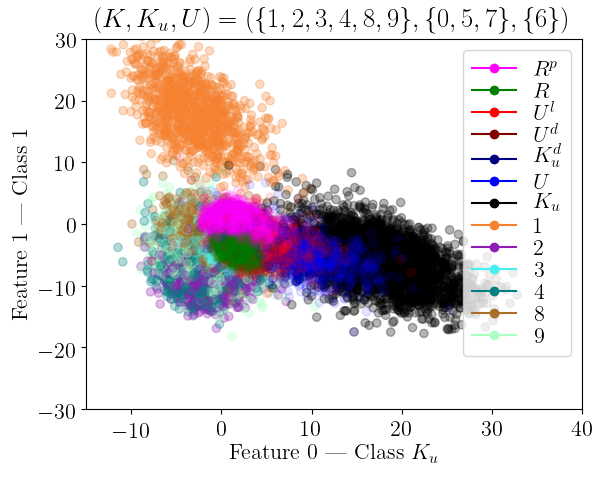 (K, K_u, U) = ({1, 2, 3, 4, 8, 9}, {0, 5, 7}, {6})
30
20
10
0
−10
−20
−30
Feature 1 — Class 1
R^p
R
U^l
U^d
K_u^d
U
K_u
1
2
3
4
8
9
−10 0 10 20 30 40
Feature 0 — Class K_u